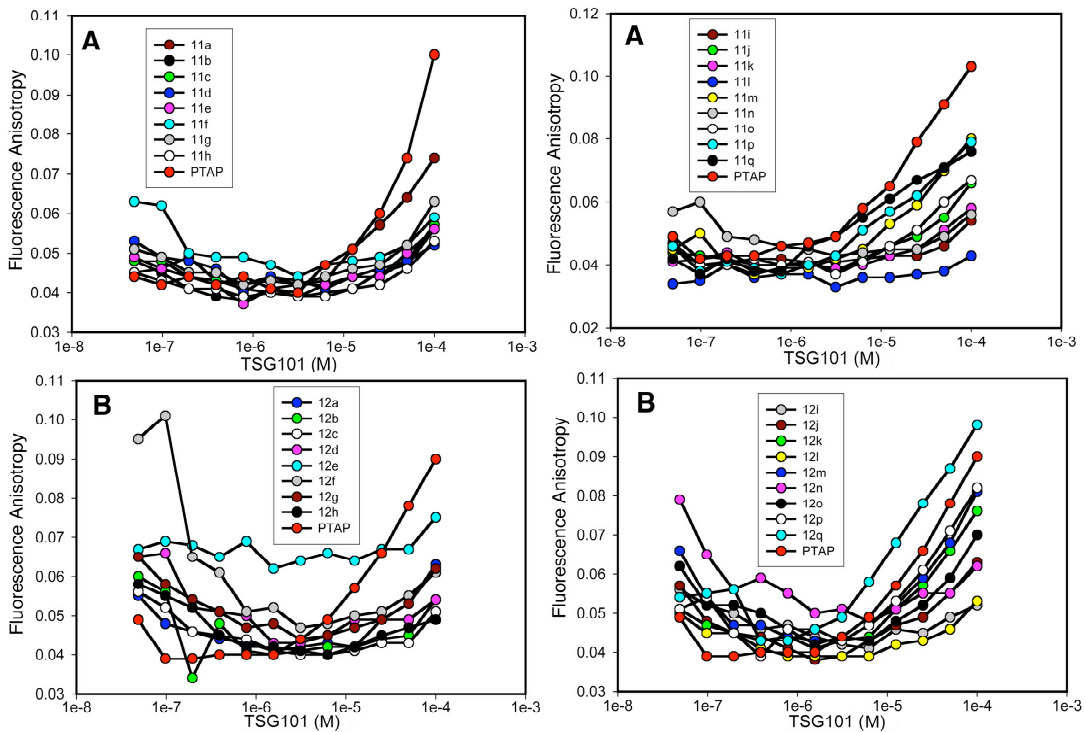 A
Fluorescence Anisotropy
0.11
0.10
0.09
0.08
0.07
0.06
0.05
0.04
0.03
11a
11b
11c
11d
11e
11f
11g
11h
PTAP
1e-8 1e-7 1e-6 1e-5 1e-4 1e-3
TSG101 (M)
A
Fluorescence Anisotropy
0.12
0.10
0.08
0.06
0.04
0.02
11i
11j
11k
11l
11m
11n
11o
11p
11q
PTAP
1e-8 1e-7 1e-6 1e-5 1e-4 1e-3
TSG101 (M)
B
Fluorescence Anisotropy
0.11
0.10
0.09
0.08
0.07
0.06
0.05
0.04
0.03
12a
12b
12c
12d
12e
12f
12g
12h
PTAP
1e-8 1e-7 1e-6 1e-5 1e-4 1e-3
TSG101 (M)
B
Fluorescence Anisotropy
0.11
0.10
0.09
0.08
0.07
0.06
0.05
0.04
0.03
12i
12j
12k
12l
12m
12n
12o
12p
12q
PTAP
1e-8 1e-7 1e-6 1e-5 1e-4 1e-3
TSG101 (M)